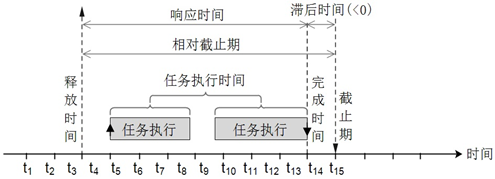 响应时间
滞后时间(<0)
相对截止期
任务执行时间
释放时间
任务执行
任务执行
完成时间
截止期
时间
t1 t2 t3 t4 t5 t6 t7 t8 t9 t10 t11 t12 t13 t14 t15